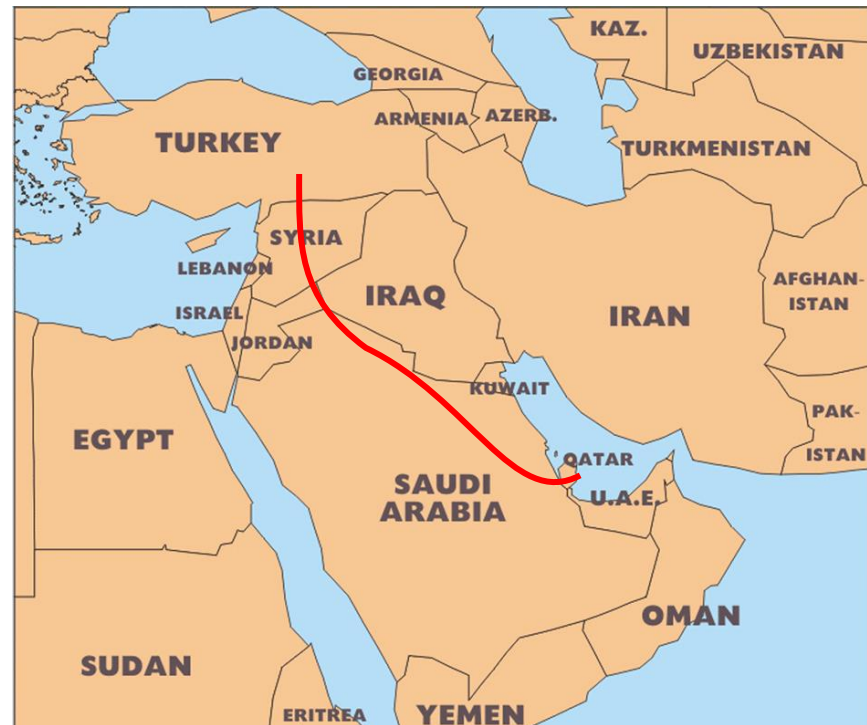 KAZ.
UZBEKISTAN
GEORGIA
ARMENIA
AZERB.
TURKEY
TURKMENISTAN
SYRIA
LEBANON
AFGHAN-
ISTAN
IRAQ
ISRAEL
IRAN
JORDAN
KUWAIT
PAK-
ISTAN
EGYPT
QATAR
SAUDI
ARABIA
U.A.E.
OMAN
SUDAN
ERITREA
YEMEN